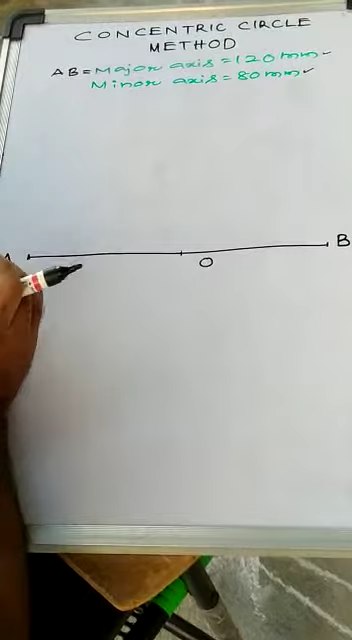 CONCENTRIC CIRCLE
METHOD
AB = Major axis = 120 mm
Minor axis = 80 mm
A B
O